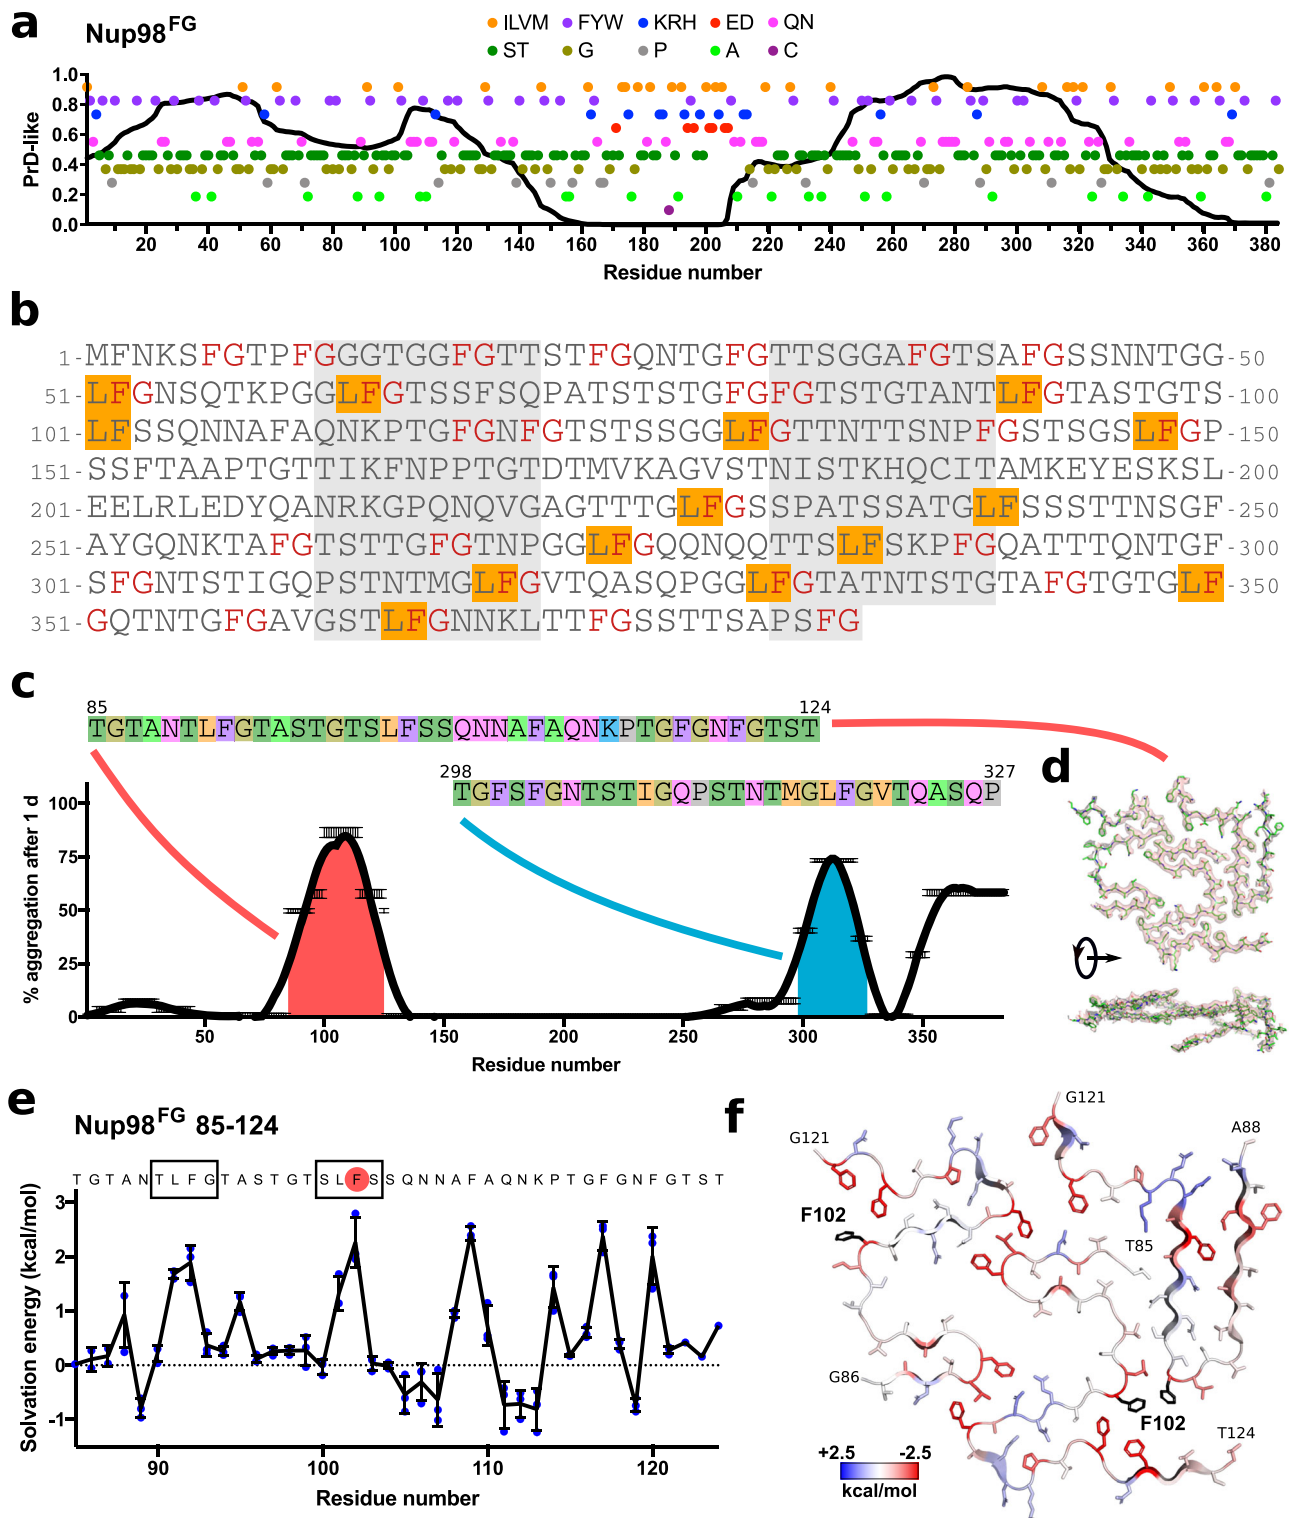 a
Nup98FG
ILVM FYW KRH ED QN
ST G P A C
PrD-like
1.0
0.8
0.6
0.4
0.2
0.0
20 40 60 80 100 120 140 160 180 200 220 240 260 280 300 320 340 360 380
Residue number
b
1-MFNKSFGTPFGGGTGGFGTTSTFGQNTGFGTTSGGAFGTSAFGSSNNTGG-50
51-LFGNSQTKPGGLFGTSSFSQPATSTSTGFGFGTSTGTANTLFGTASTGTS-100
101-LFSSQNNAFAQNKPTGFGNFGTSTSSGGLFGTTNTTSNPFGSTSGSLFGP-150
151-SSFTAAPTGTTIKFNPPTGTDTMVKAGVSTNISTKHQCITAMKEYESKSL-200
201-EELRLEDYQANRKGPQNQVGAGTTTGLFGSSPATSSATGLFSSSTTNSGF-250
251-AYGQNKTAFGTSTTGFGTNPGGLFGQQNQQTTSLFSKPFGQATTTQNTGF-300
301-SFGNTSTIGQPSTNTMGLFGVTQASQPGGLFGTATNTSTGTAFGTGTGLF-350
351-GQTNTGFGAVGSTLFGNNKLTTFGSSTTSAPSFG
c
85 124
TGTANTLFGTASTGTSLFSSQNNAFAQNKPTGFGNFGTST
298 327
TGFSFGNTSTIGQPSTNTMGLFGVTQASQP
% aggregation after 1 d
100
75
50
25
0
50 100 150 200 250 300 350
Residue number
d
e
Nup98FG 85-124
TGTANTLFGTASTGTSLFSSQNNAFAQNKPTGFGNFGTST
Solvation energy (kcal/mol)
3
2
1
0
-1
90 100 110 120
Residue number
f
G121
G121
A88
F102
T85
G86
F102
T124
+2.5 -2.5
kcal/mol